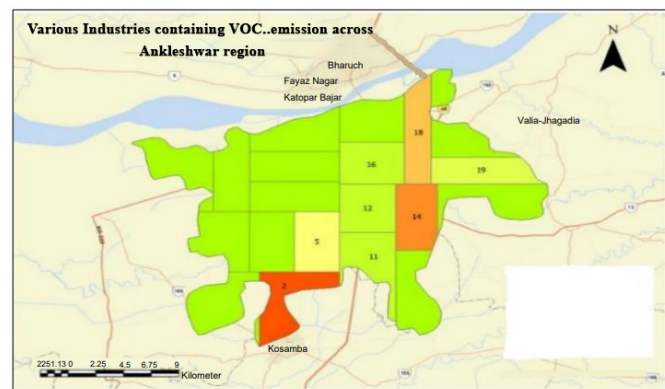 Various Industries containing VOC..emission across
Ankleshwar region
N
Bharuch
Fayaz Nagar
Katopar Bajar
Valia-Jhagadia
18
16
19
12
14
5
11
2
Kosamba
2251.13 0 2.25 4.5 6.75 9
Kilometer